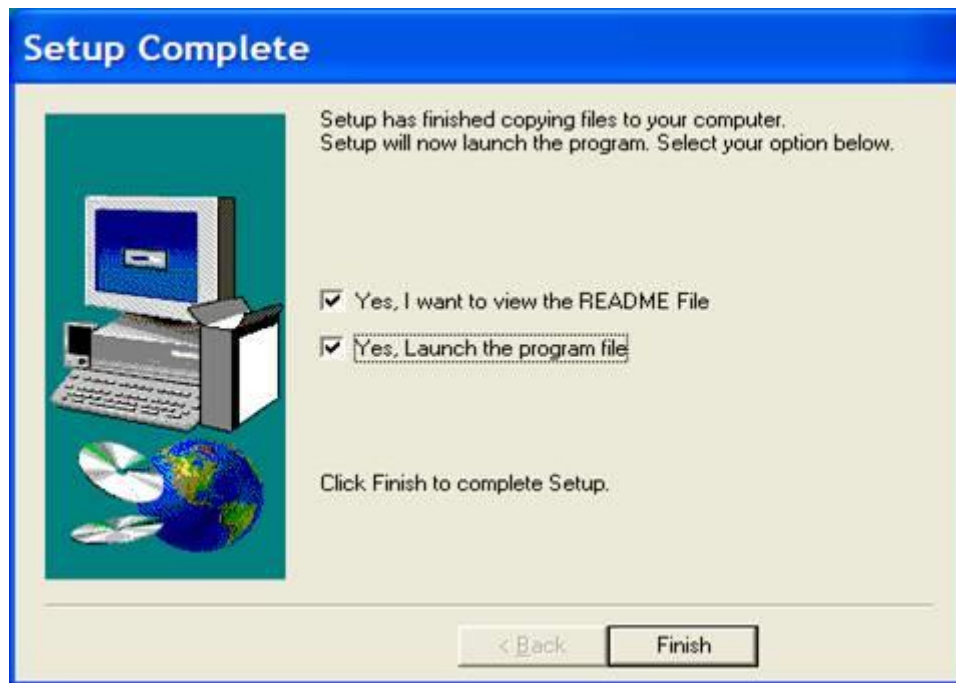 Setup Complete
Setup has finished copying files to your computer.
Setup will now launch the program. Select your option below.
Yes, I want to view the README File
Yes, Launch the program file
Click Finish to complete Setup.
< Back
Finish